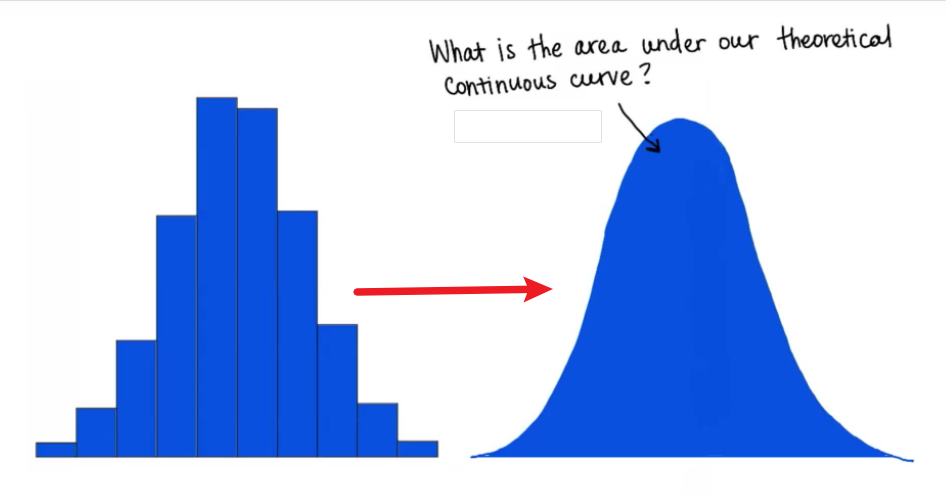 What is the area under our theoretical
Continuous curve?